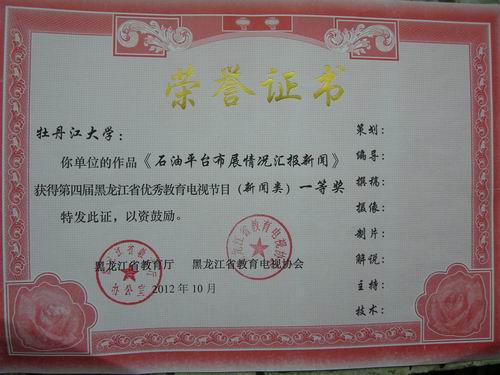 荣誉证书
牡丹江大学：
你单位的作品《石油平台布展情况汇报新闻》
获得第四届黑龙江省优秀教育电视节目（新闻类）一等奖
特发此证，以资鼓励。
黑龙江省教育厅 黑龙江省教育电视协会
2012年10月
策划：
编导：
撰稿：
摄像：
制片：
解说：
主持：
技术：